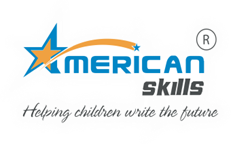 AMERICAN ®
skills
Helping children write the future